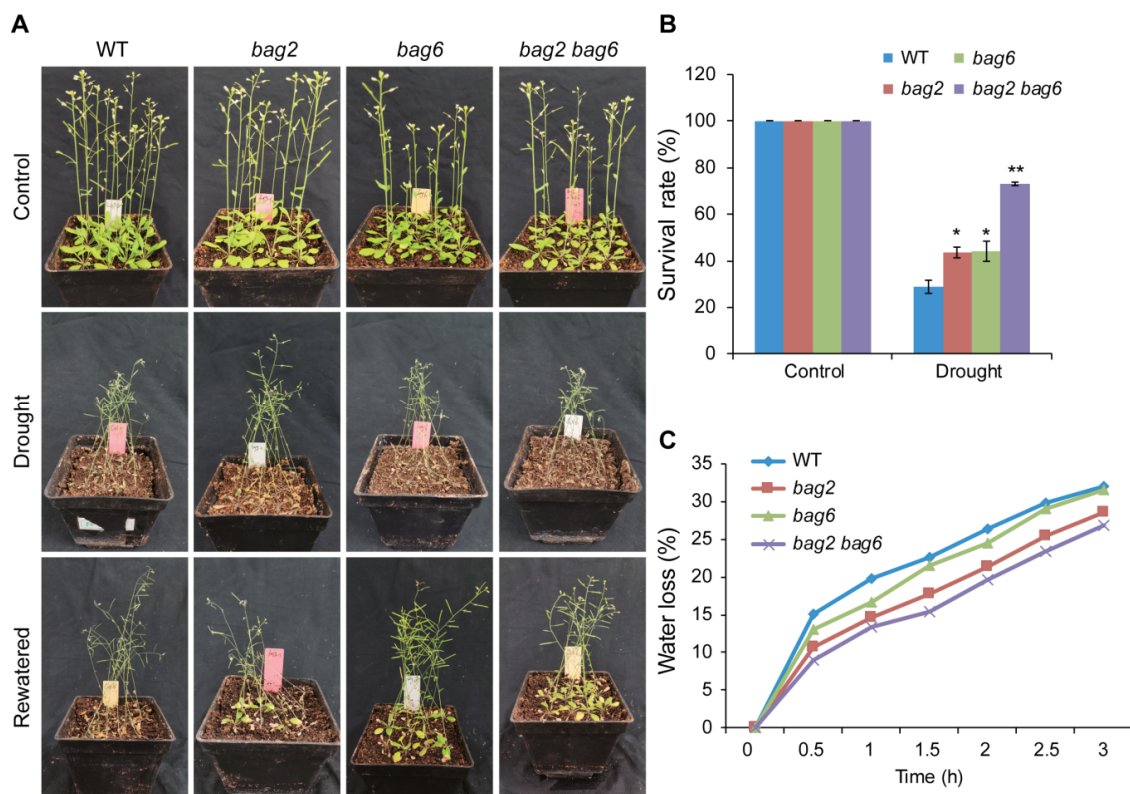 A
WT
bag2
bag6
bag2 bag6
Control
Drought
Rewatered
B
WT
bag6
bag2
bag2 bag6
Survival rate (%)
120
100
80
60
40
20
0
*
*
**
Control
Drought
C
WT
bag2
bag6
bag2 bag6
Water loss (%)
35
30
25
20
15
10
5
0
0 0.5 1 1.5 2 2.5 3
Time (h)